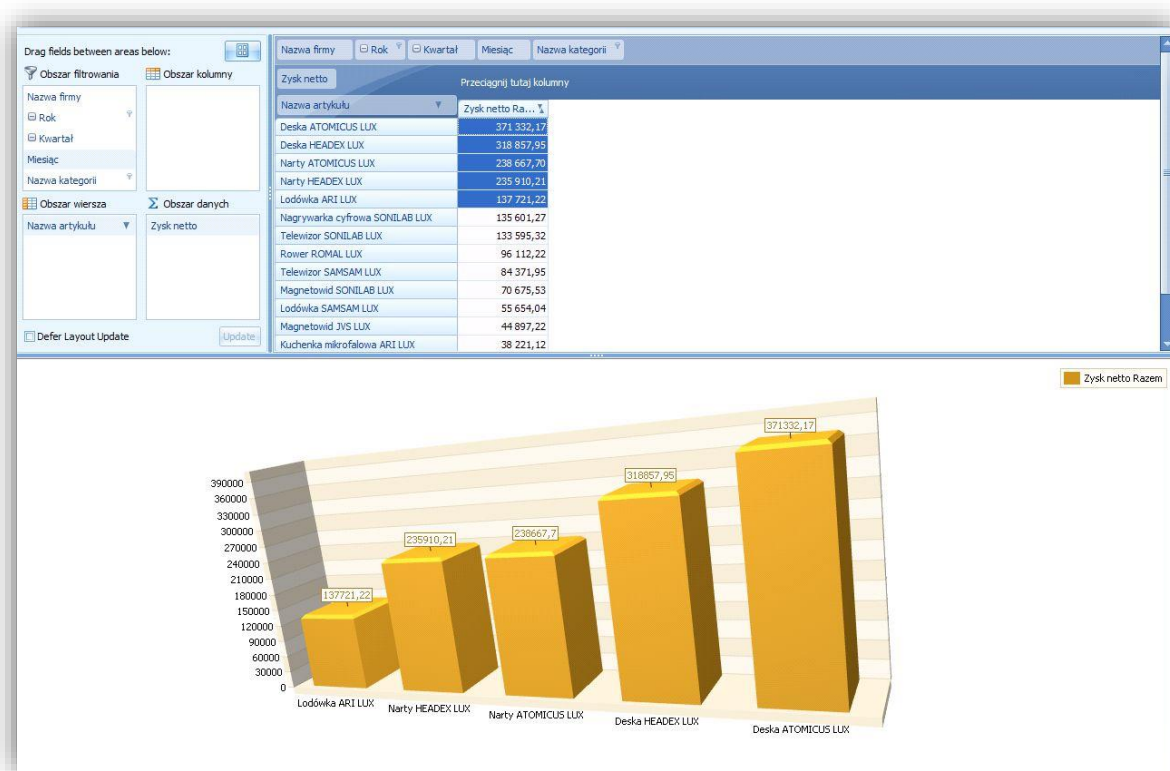 Drag fields between areas below:
Obszar filtrowania
Obszar kolumny
Nazwa firmy
Rok
Kwartał
Miesiąc
Nazwa kategorii
Obszar wiersza
Obszar danych
Nazwa artykułu
Zysk netto
Defer Layout Update
Update
Nazwa firmy Rok Kwartał Miesiąc Nazwa kategorii
Zysk netto
Przeciągnij tutaj kolumny
Nazwa artykułu Zysk netto Ra...
Deska ATOMICUS LUX 371 332,17
Deska HEADEX LUX 318 857,95
Narty ATOMICUS LUX 238 667,70
Narty HEADEX LUX 235 910,21
Lodówka ARI LUX 137 721,22
Nagrywarka cyfrowa SONILAB LUX 135 601,27
Telewizor SONILAB LUX 133 595,32
Rower ROMAL LUX 96 112,22
Telewizor SAMSAM LUX 84 371,95
Magnetowid SONILAB LUX 70 675,53
Lodówka SAMSAM LUX 55 654,04
Magnetowid JVS LUX 44 897,22
Kuchenka mikrofalowa ARI LUX 38 221,12
Zysk netto Razem
390000
360000
330000
300000
270000
240000
210000
180000
150000
120000
90000
60000
30000
0
137721,22
235910,21
238667,7
318857,95
371332,17
Lodówka ARI LUX
Narty HEADEX LUX
Narty ATOMICUS LUX
Deska HEADEX LUX
Deska ATOMICUS LUX